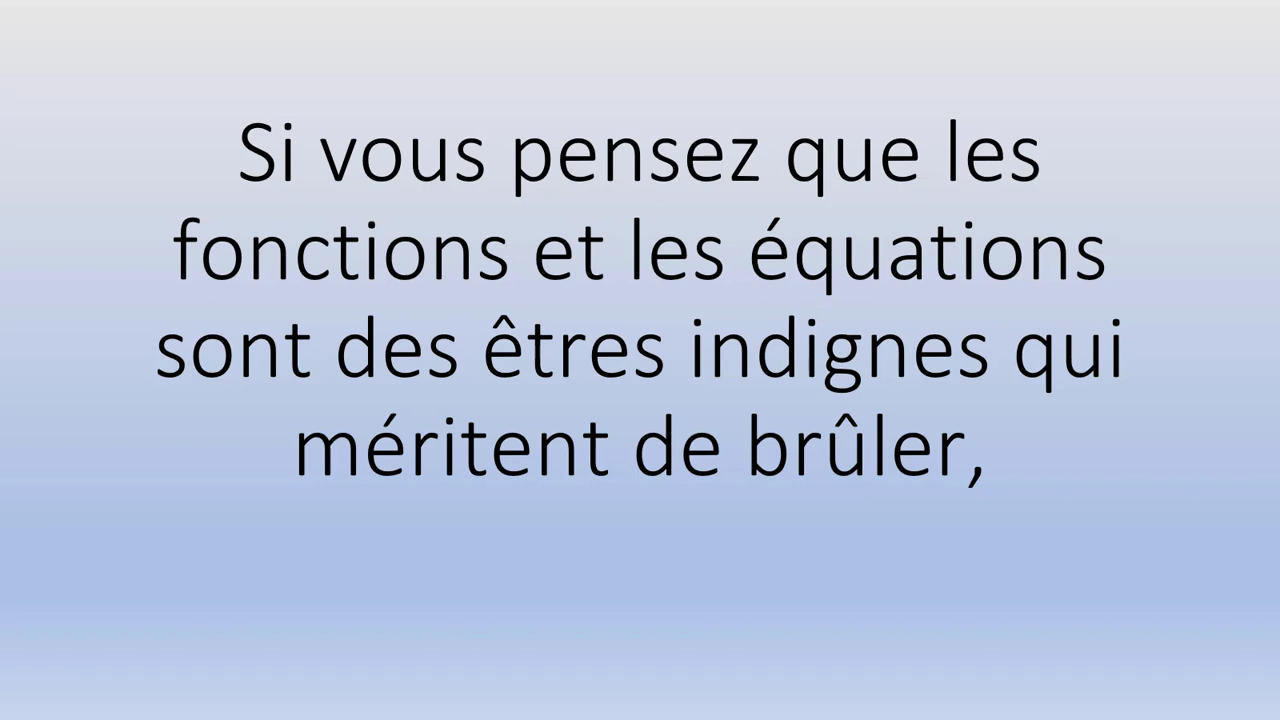 Si vous pensez que les
fonctions et les équations
sont des êtres indignes qui
méritent de brûler,